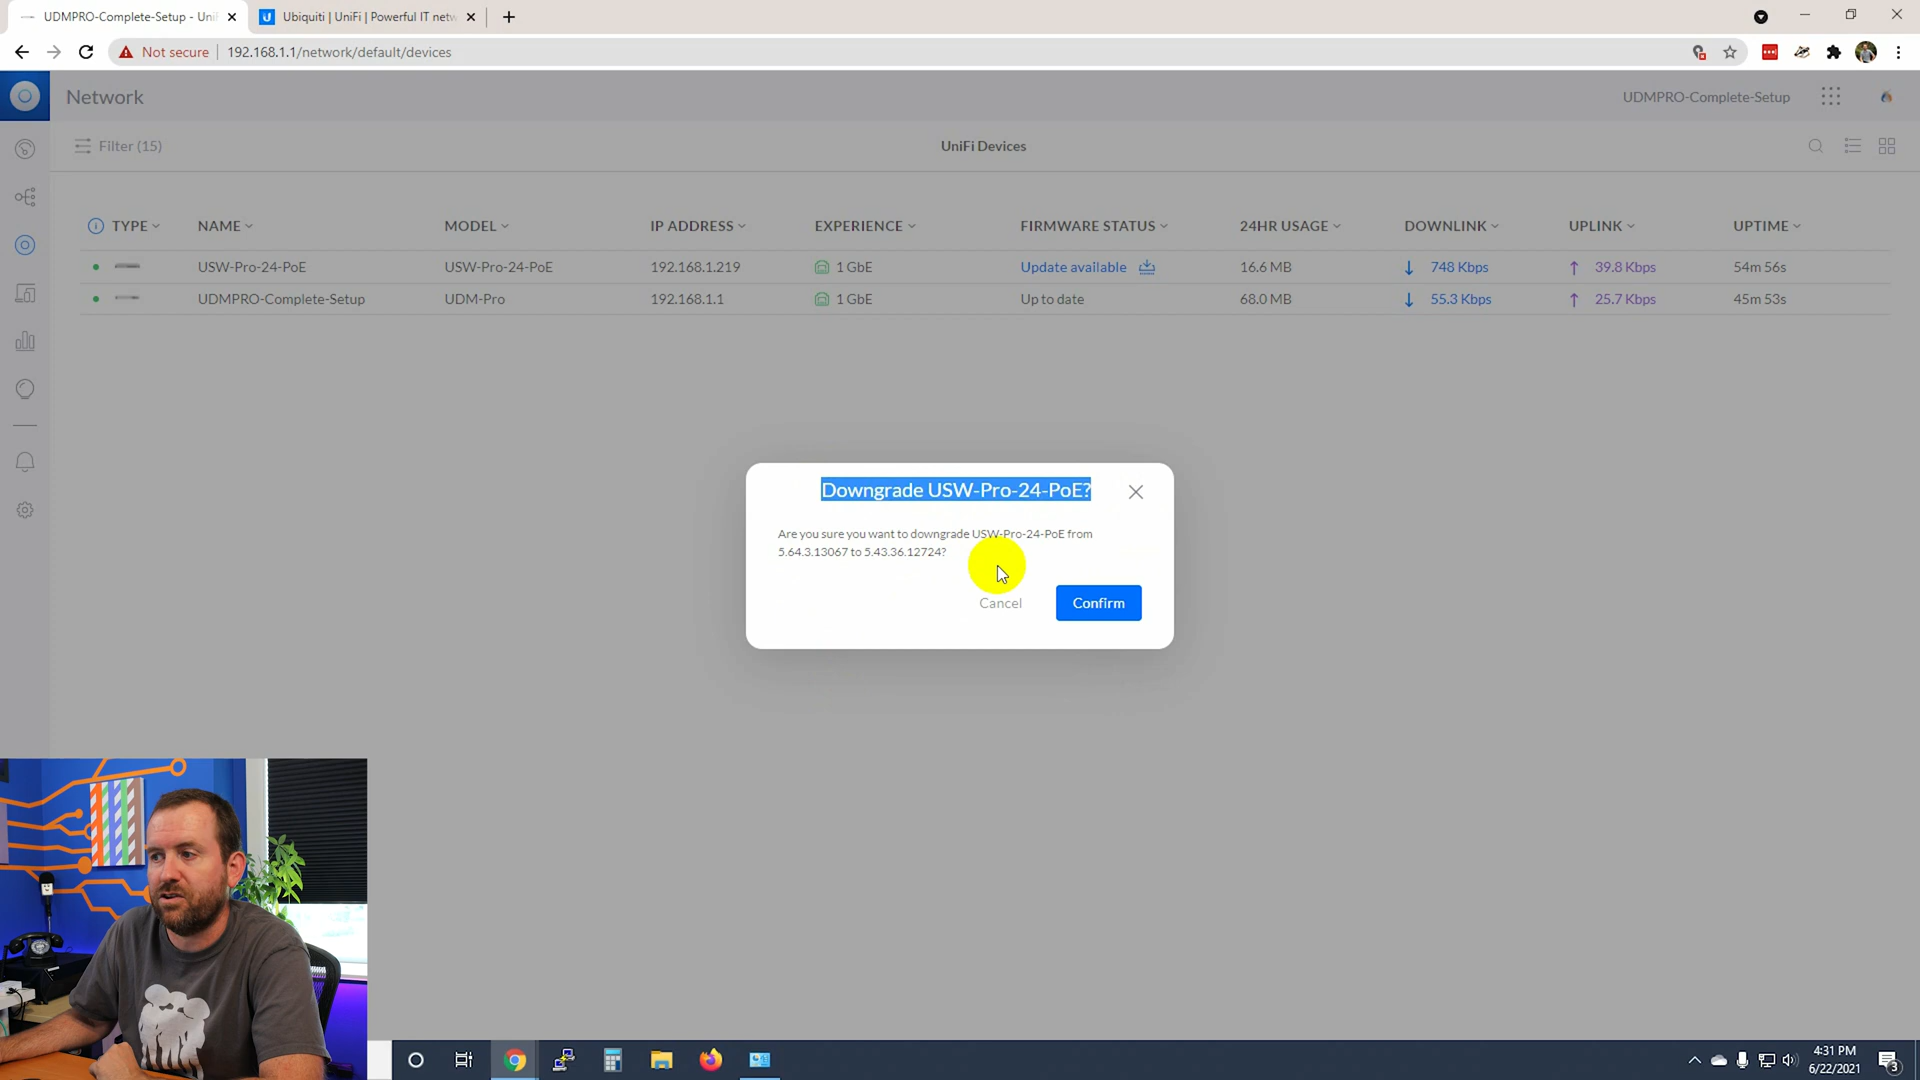 UDMPRO-Complete-Setup - Uni
Ubiquiti | UniFi | Powerful IT netw
Not secure
192.168.1.1/network/default/devices
Network
UDMPRO-Complete-Setup
Filter (15)
UniFi Devices
TYPE NAME MODEL IP ADDRESS EXPERIENCE FIRMWARE STATUS 24HR USAGE DOWNLINK UPLINK UPTIME
USW-Pro-24-PoE USW-Pro-24-PoE 192.168.1.219 1 GbE Update available 16.6 MB 748 Kbps 39.8 Kbps 54m 56s
UDMPRO-Complete-Setup UDM-Pro 192.168.1.1 1 GbE Up to date 68.0 MB 55.3 Kbps 25.7 Kbps 45m 53s
Downgrade USW-Pro-24-PoE?
Are you sure you want to downgrade USW-Pro-24-PoE from
5.64.3.13067 to 5.43.36.12724?
Cancel
Confirm
4:31 PM
6/22/2021
3